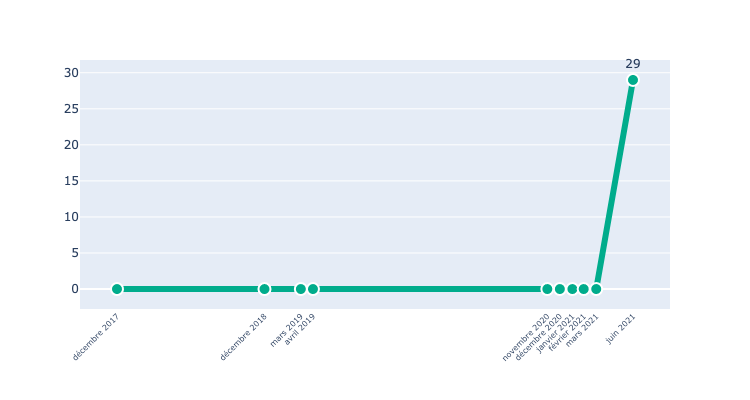 29
30
25
20
15
10
5
0
décembre 2017
décembre 2018
mars 2019
avril 2019
novembre 2020
décembre 2020
janvier 2021
février 2021
mars 2021
juin 2021